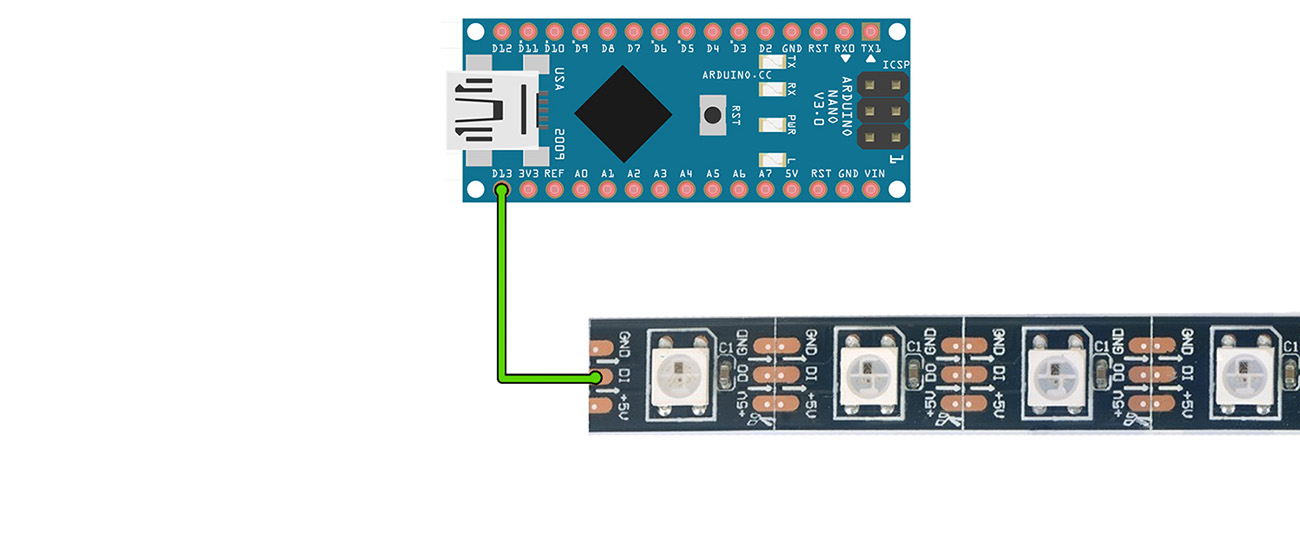 D12 D11 D10 D9 D8 D7 D6 D5 D4 D3 D2 GND RST RX0 TX1
ICSP
TX
ARDUINO.CC
RX
USA
RST
ARDUINO
NANO
V3.0
PWR
2009
L
1
D13 3V3 REF A0 A1 A2 A3 A4 A5 A6 A7 5V RST GND VIN
GND C1 GND GND C1 GND GND C1 GND GND C1
DI DO DI DO DI DO DI
+5V +5V +5V +5V +5V +5V +5V